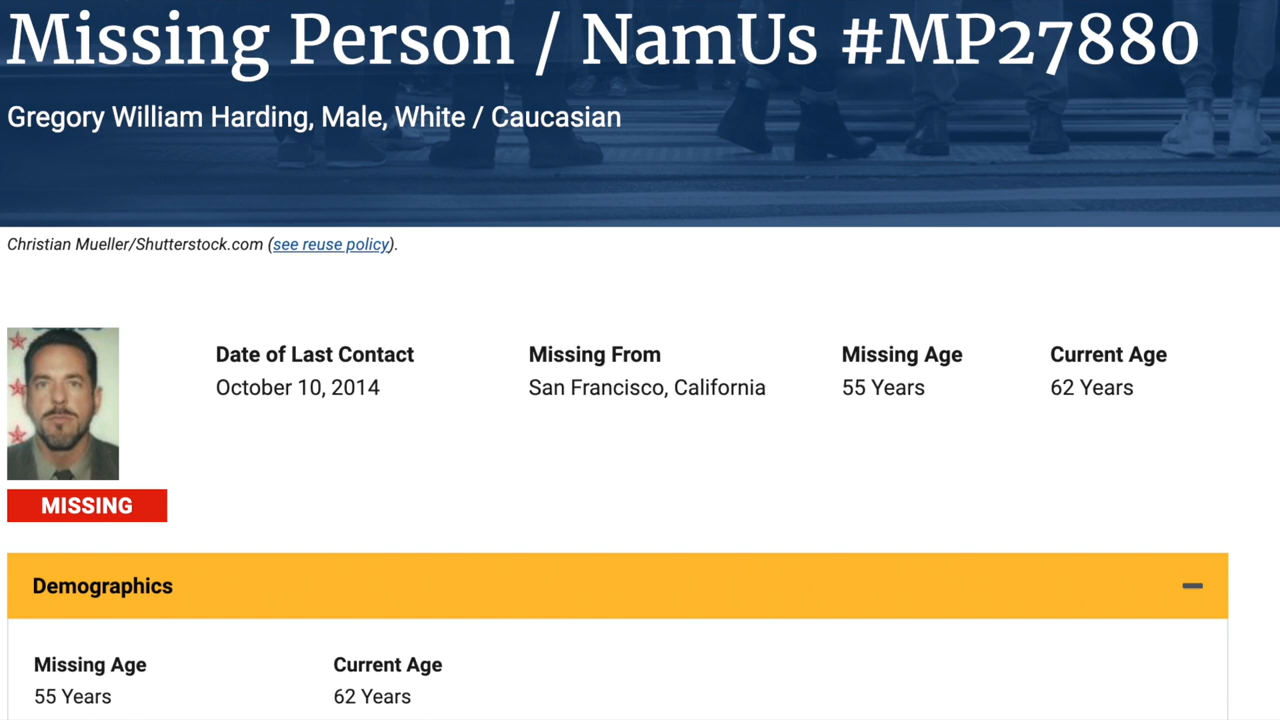 Missing Person / NamUs #MP27880
Gregory William Harding, Male, White / Caucasian
Christian Mueller/Shutterstock.com (see reuse policy).
Date of Last Contact
October 10, 2014
Missing From
San Francisco, California
Missing Age
55 Years
Current Age
62 Years
MISSING
Demographics
Missing Age
55 Years
Current Age
62 Years